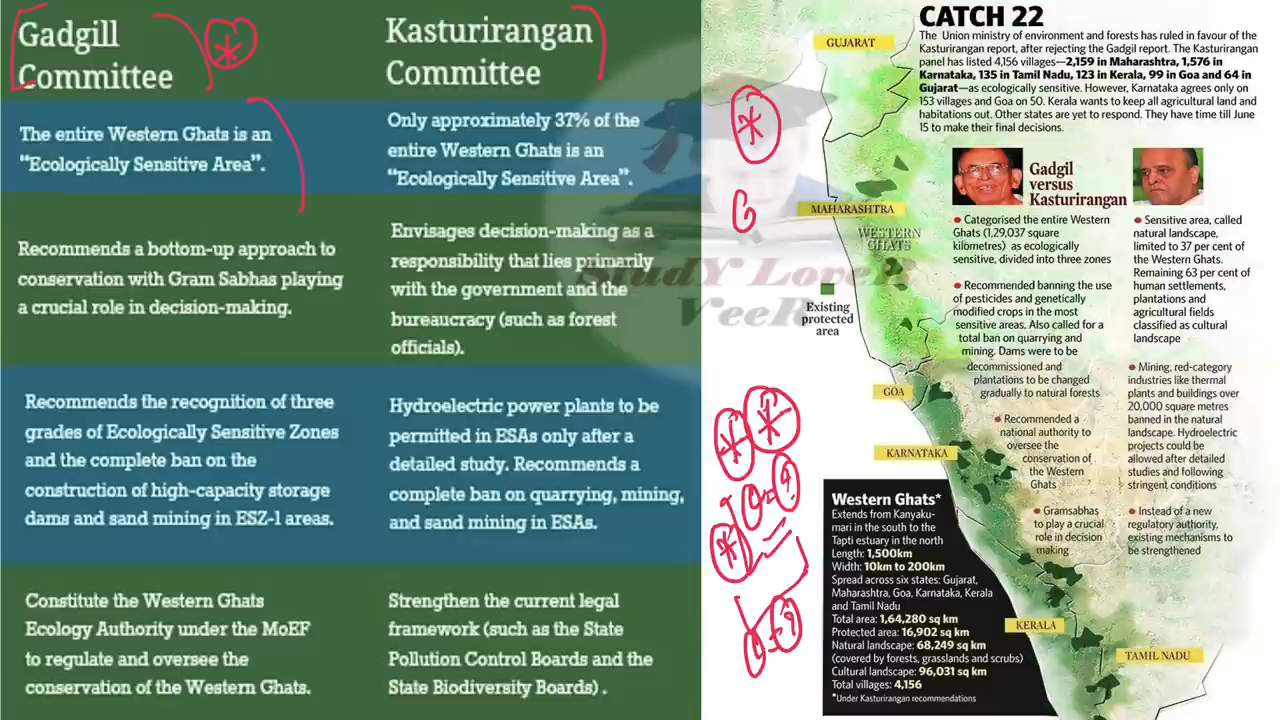 Gadgill
Committee
Kasturirangan
Committee
The entire Western Ghats is an
“Ecologically Sensitive Area”.
Only approximately 37% of the
entire Western Ghats is an
“Ecologically Sensitive Area”.
Recommends a bottom-up approach to
conservation with Gram Sabhas playing
a crucial role in decision-making.
Envisages decision-making as a
responsibility that lies primarily
with the government and the
bureaucracy (such as forest
officials).
Recommends the recognition of three
grades of Ecologically Sensitive Zones
and the complete ban on the
construction of high-capacity storage
dams and sand mining in ESZ-1 areas.
Hydroelectric power plants to be
permitted in ESAs only after a
detailed study. Recommends a
complete ban on quarrying, mining,
and sand mining in ESAs.
Constitute the Western Ghats
Ecology Authority under the MoEF
to regulate and oversee the
conservation of the Western Ghats.
Strengthen the current legal
framework (such as the State
Pollution Control Boards and the
State Biodiversity Boards) .
StudY LoveR
VeeR
CATCH 22
The Union ministry of environment and forests has ruled in favour of the
Kasturirangan report, after rejecting the Gadgil report. The Kasturirangan
panel has listed 4,156 villages—2,159 in Maharashtra, 1,576 in
Karnataka, 135 in Tamil Nadu, 123 in Kerala, 99 in Goa and 64 in
Gujarat—as ecologically sensitive. However, Karnataka agrees only on
153 villages and Goa on 50. Kerala wants to keep all agricultural land and
habitations out. Other states are yet to respond. They have time till June
15 to make their final decisions.
GUJARAT
MAHARASHTRA
WESTERN
GHATS
Existing
protected
area
GOA
KARNATAKA
KERALA
TAMIL NADU
Gadgil
versus
Kasturirangan
Categorised the entire Western
Ghats (1,29,037 square
kilometres) as ecologically
sensitive, divided into three zones
Recommended banning the use
of pesticides and genetically
modified crops in the most
sensitive areas. Also called for a
total ban on quarrying and
mining. Dams were to be
decommissioned and
plantations to be changed
gradually to natural forests
Recommended a
national authority to
oversee the
conservation of
the Western
Ghats
Gramsabhas
to play a crucial
role in decision
making
Sensitive area, called
natural landscape,
limited to 37 per cent of
the Western Ghats.
Remaining 63 per cent of
human settlements,
plantations and
agricultural fields
classified as cultural
landscape
Mining, red-category
industries like thermal
plants and buildings over
20,000 square metres
banned in the natural
landscape. Hydroelectric
projects could be
allowed after detailed
studies and following
stringent conditions
Instead of a new
regulatory authority,
existing mechanisms to
be strengthened
Western Ghats*
Extends from Kanyaku-
mari in the south to the
Tapti estuary in the north
Length: 1,500km
Width: 10km to 200km
Spread across six states: Gujarat,
Maharashtra, Goa, Karnataka, Kerala
and Tamil Nadu
Total area: 1,64,280 sq km
Protected area: 16,902 sq km
Natural landscape: 68,249 sq km
(covered by forests, grasslands and scrubs)
Cultural landscape: 96,031 sq km
Total villages: 4,156
*Under Kasturirangan recommendations